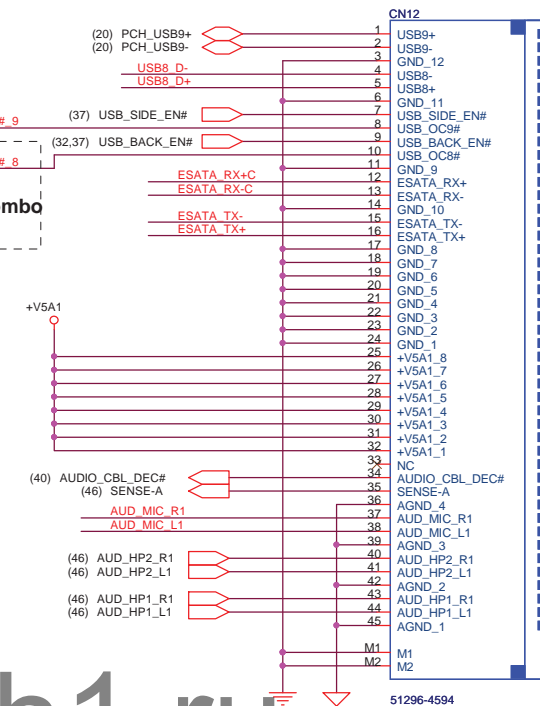 CN12
(20) PCH_USB9+ 1 USB9+
(20) PCH_USB9- 2 USB9-
3 GND_12
USB8_D- 4 USB8-
USB8_D+ 5 USB8+
6 GND_11
(37) USB_SIDE_EN# 7 USB_SIDE_EN#
#_9 8 USB_OC9#
(32,37) USB_BACK_EN# 9 USB_BACK_EN#
#_8 10 USB_OC8#
11 GND_9
ESATA_RX+C 12 ESATA_RX+
ESATA_RX-C 13 ESATA_RX-
mbo 14 GND_10
ESATA_TX- 15 ESATA_TX-
ESATA_TX+ 16 ESATA_TX+
17 GND_8
18 GND_7
19 GND_6
20 GND_5
21 GND_4
22 GND_3
23 GND_2
24 GND_1
+V5A1
25 +V5A1_8
26 +V5A1_7
27 +V5A1_6
28 +V5A1_5
29 +V5A1_4
30 +V5A1_3
31 +V5A1_2
32 +V5A1_1
33 NC
(40) AUDIO_CBL_DEC# 34 AUDIO_CBL_DEC#
(46) SENSE-A 35 SENSE-A
36 AGND_4
AUD_MIC_R1 37 AUD_MIC_R1
AUD_MIC_L1 38 AUD_MIC_L1
39 AGND_3
(46) AUD_HP2_R1 40 AUD_HP2_R1
(46) AUD_HP2_L1 41 AUD_HP2_L1
42 AGND_2
(46) AUD_HP1_R1 43 AUD_HP1_R1
(46) AUD_HP1_L1 44 AUD_HP1_L1
45 AGND_1
M1 M1
M2 M2
51296-4594